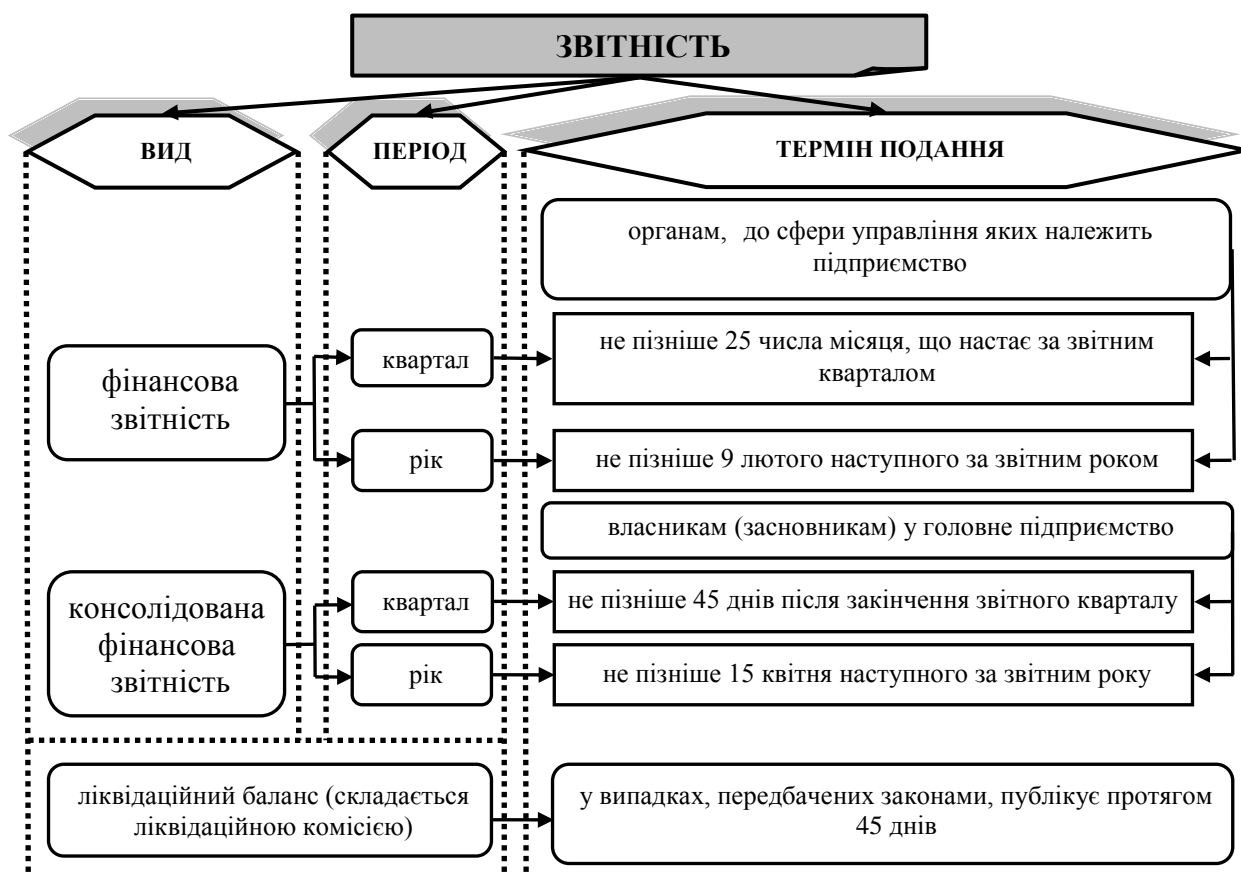 ЗВІТНІСТЬ
ВИД
ПЕРІОД
ТЕРМІН ПОДАННЯ
органам, до сфери управління яких належить
підприємство
фінансова
звітність
квартал
не пізніше 25 числа місяця, що настає за звітним
кварталом
рік
не пізніше 9 лютого наступного за звітним роком
власникам (засновникам) у головне підприємство
консолідована
фінансова
звітність
квартал
не пізніше 45 днів після закінчення звітного кварталу
рік
не пізніше 15 квітня наступного за звітним року
ліквідаційний баланс (складається
ліквідаційною комісією)
у випадках, передбачених законами, публікує протягом
45 днів